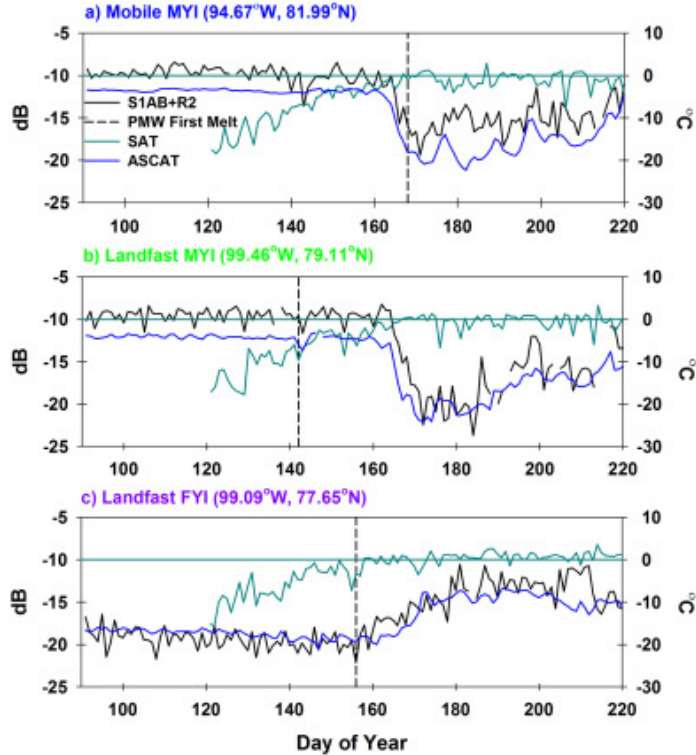 a) Mobile MYI (94.67°W, 81.99°N)
-5 10
-10 0
-15 -10
-20 -20
-25 -30
dB
°C
S1AB+R2
PMW First Melt
SAT
ASCAT
100 120 140 160 180 200 220
b) Landfast MYI (99.46°W, 79.11°N)
-5 10
-10 0
-15 -10
-20 -20
-25 -30
dB
°C
100 120 140 160 180 200 220
c) Landfast FYI (99.09°W, 77.65°N)
-5 10
-10 0
-15 -10
-20 -20
-25 -30
dB
°C
100 120 140 160 180 200 220
Day of Year